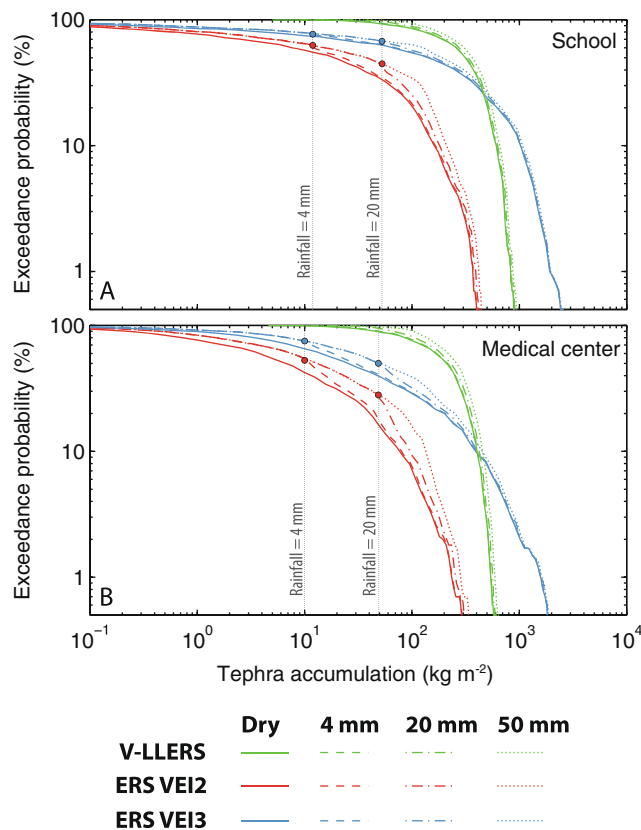 100
School
10
Exceedance probability (%)
Rainfall = 4 mm
Rainfall = 20 mm
1
A
100
Medical center
10
Exceedance probability (%)
Rainfall = 4 mm
Rainfall = 20 mm
1
B
10⁻¹ 10⁰ 10¹ 10² 10³ 10⁴
Tephra accumulation (kg m⁻²)
Dry 4 mm 20 mm 50 mm
V-LLERS
ERS VEI2
ERS VEI3